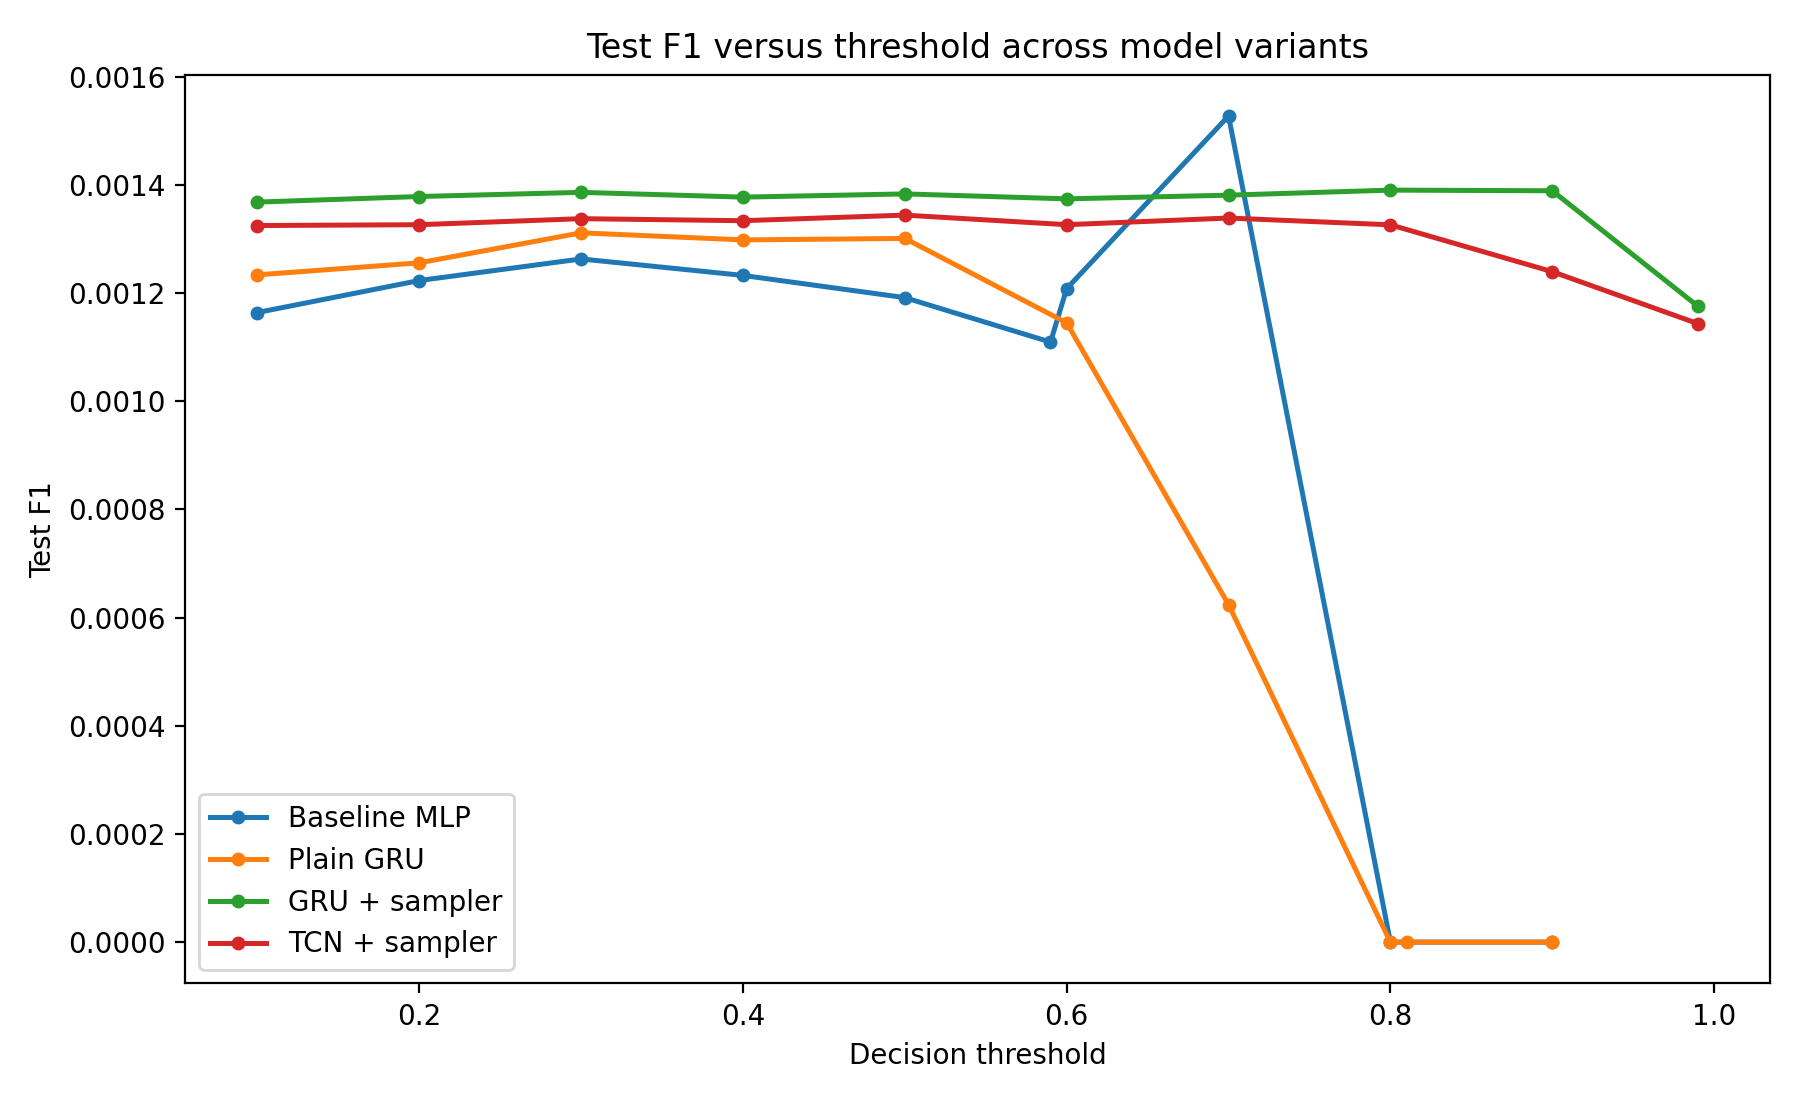 Test F1 versus threshold across model variants
0.0016
0.0014
0.0012
0.0010
0.0008
0.0006
0.0004
0.0002
0.0000
Test F1
Baseline MLP
Plain GRU
GRU + sampler
TCN + sampler
0.2
0.4
0.6
0.8
1.0
Decision threshold